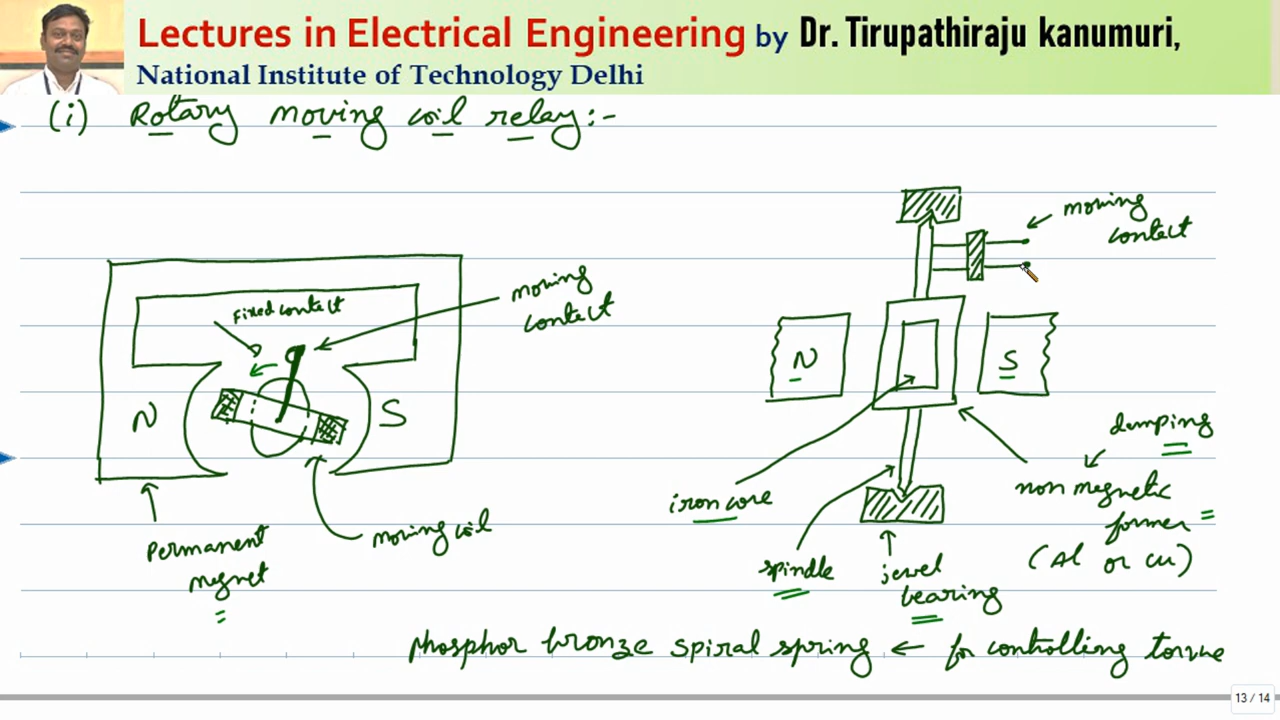 Lectures in Electrical Engineering by Dr. Tirupathiraju kanumuri,
National Institute of Technology Delhi
(i) Rotary moving coil relay:-
Fixed contact
moving
contact
N
S
permanent
magnet
moving coil
moving
contact
N
S
iron core
spindle
jewel
bearing
damping
non magnetic
former
(Al or cu)
phosphor bronze spiral spring ← for controlling torque
13 / 14